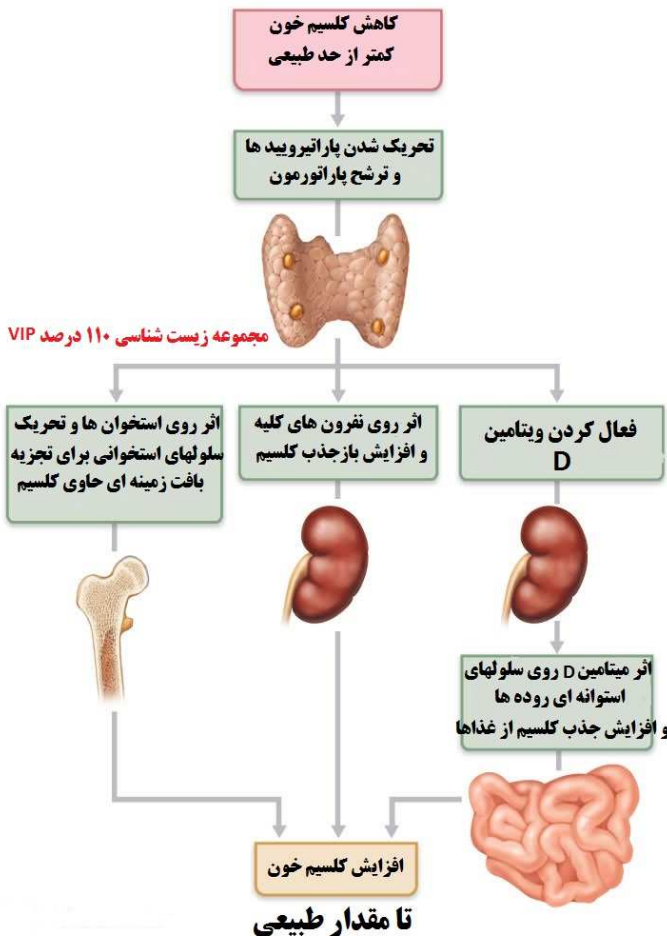 کاهش کلسیم خون
کمتر از حد طبیعی
تحریک شدن پاراتیرویید ها
و ترشح پاراتورمون
مجموعه زیست شناسی ۱۱۰ درصد VIP
اثر روی استخوان ها و تحریک
سلولهای استخوانی برای تجزیه
بافت زمینه ای حاوی کلسیم
اثر روی نفرون های کلیه
و افزایش بازجذب کلسیم
فعال کردن ویتامین
D
اثر میتامین D روی سلولهای
استوانه ای روده ها
و افزایش جذب کلسیم از غذاها
افزایش کلسیم خون
تا مقدار طبیعی